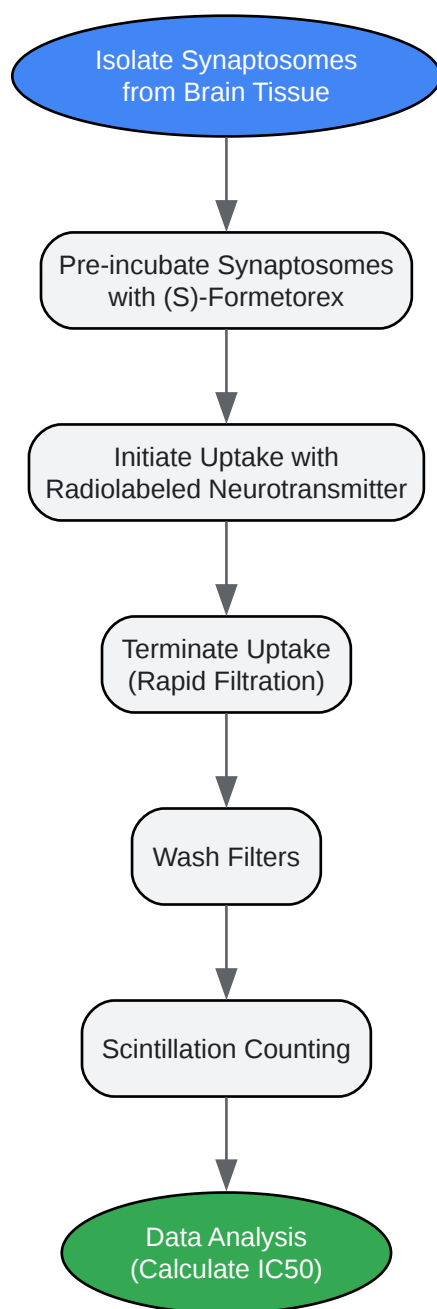 Isolate Synaptosomes
from Brain Tissue
Pre-incubate Synaptosomes
with (S)-Formetorex
Initiate Uptake with
Radiolabeled Neurotransmitter
Terminate Uptake
(Rapid Filtration)
Wash Filters
Scintillation Counting
Data Analysis
(Calculate IC50)